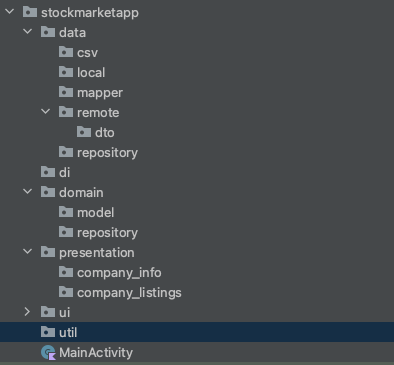 stockmarketapp
data
csv
local
mapper
remote
dto
repository
di
domain
model
repository
presentation
company_info
company_listings
ui
util
MainActivity